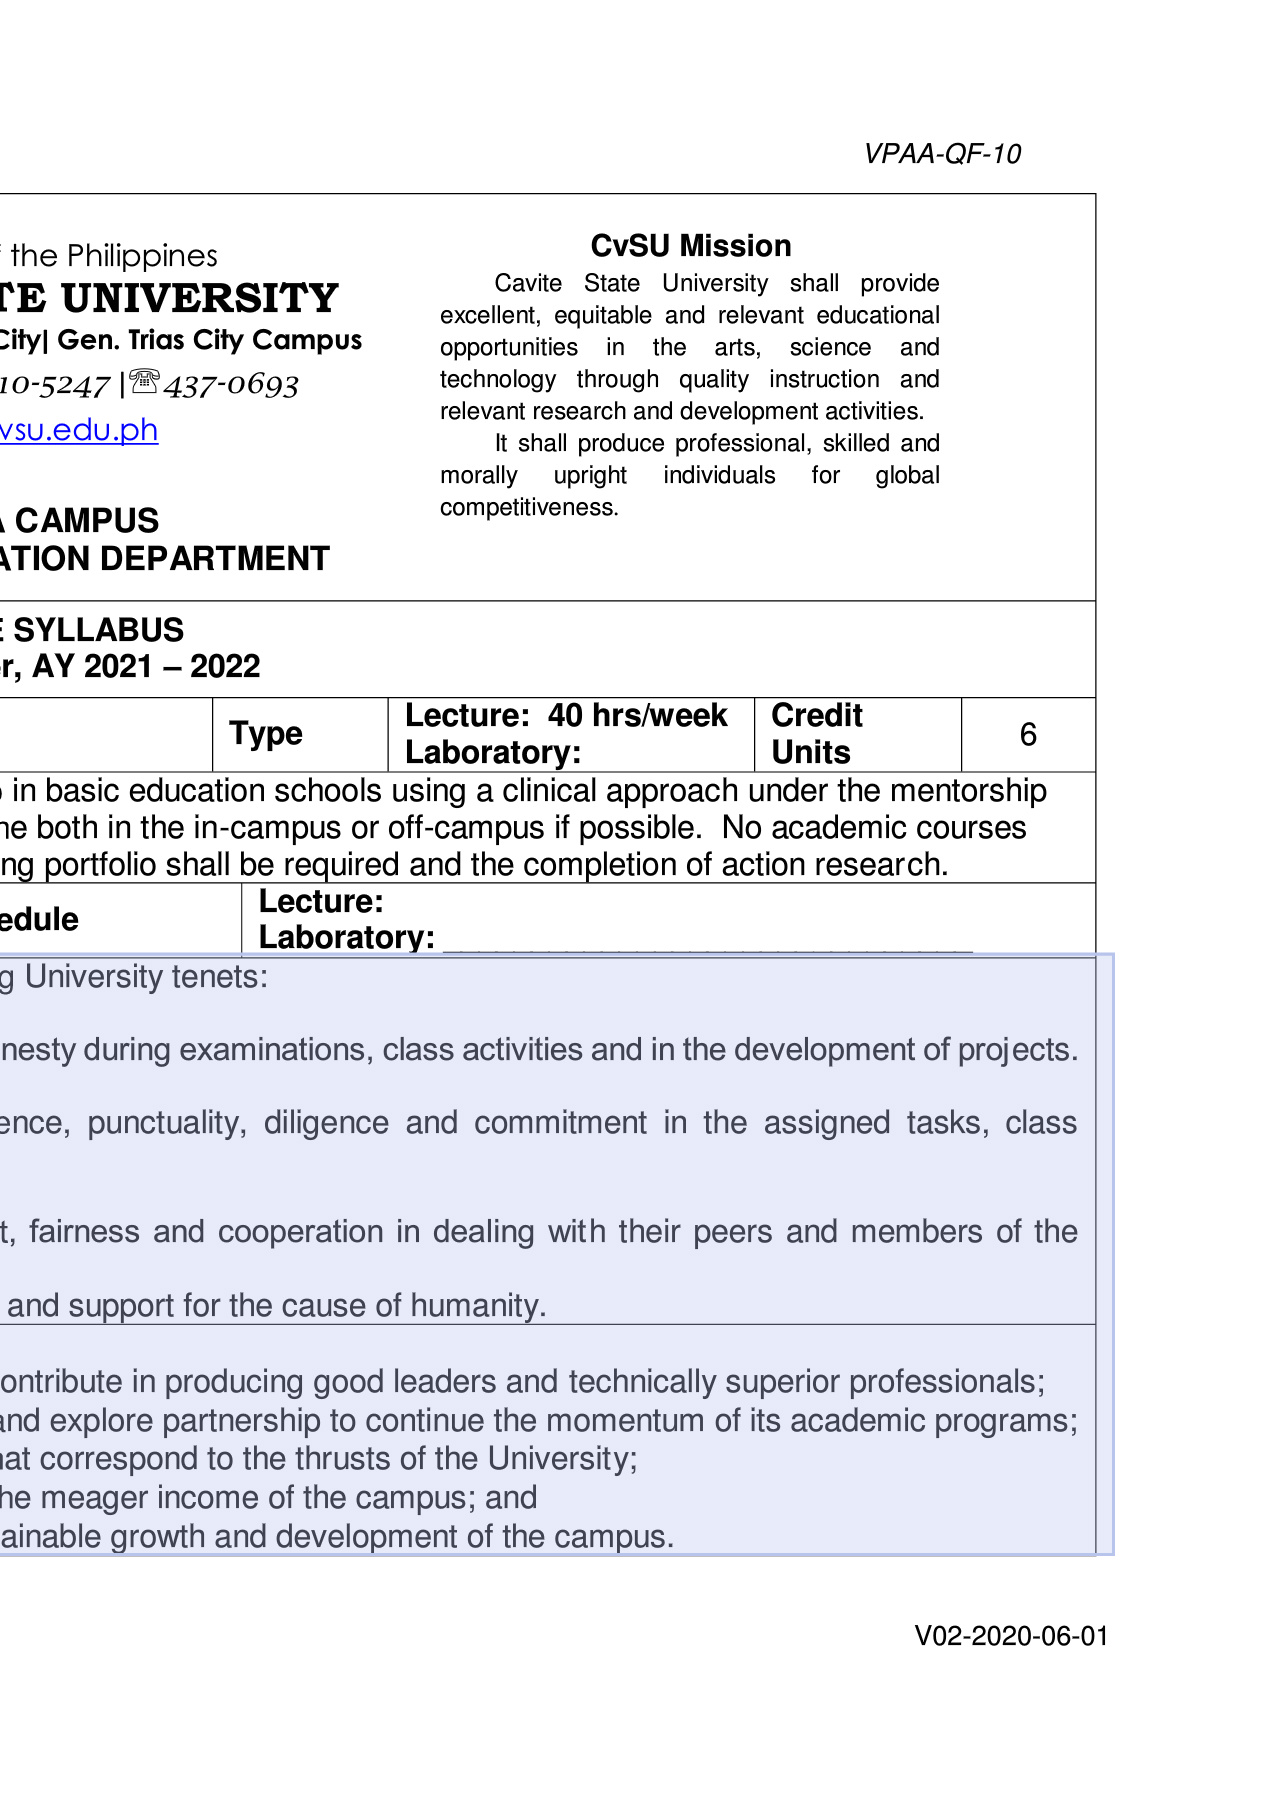 VPAA-QF-10
the Philippines
UNIVERSITY
City| Gen. Trias City Campus
10-5247 |☏437-0693
vsu.edu.ph
CAMPUS
DEPARTMENT
CvSU Mission
Cavite State University shall provide
excellent, equitable and relevant educational
opportunities in the arts, science and
technology through quality instruction and
relevant research and development activities.
It shall produce professional, skilled and
morally upright individuals for global
competitiveness.
SYLLABUS
r, AY 2021 – 2022
Type
Lecture: 40 hrs/week
Laboratory:
Credit
Units
6
in basic education schools using a clinical approach under the mentorship
both in the in-campus or off-campus if possible. No academic courses
ing portfolio shall be required and the completion of action research.
edule
Lecture:
Laboratory:
g University tenets:
nesty during examinations, class activities and in the development of projects.
ence, punctuality, diligence and commitment in the assigned tasks, class
t, fairness and cooperation in dealing with their peers and members of the
and support for the cause of humanity.
ontribute in producing good leaders and technically superior professionals;
and explore partnership to continue the momentum of its academic programs;
hat correspond to the thrusts of the University;
the meager income of the campus; and
tainable growth and development of the campus.
V02-2020-06-01